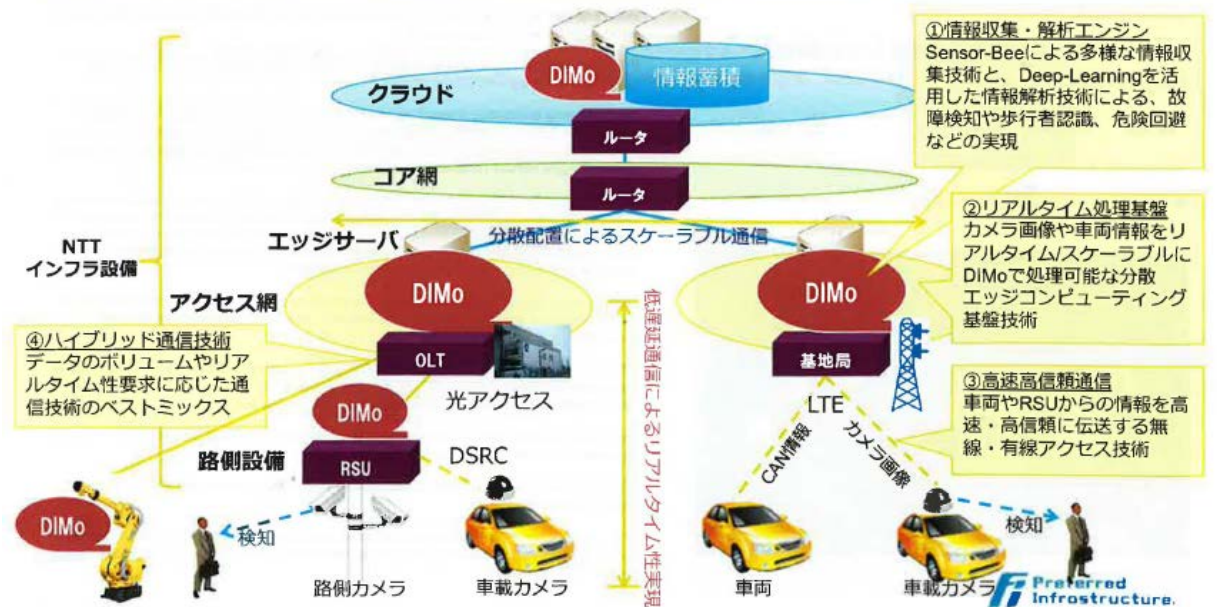 DIMo
情報蓄積
クラウド
ルータ
コア網
ルータ
①情報収集・解析エンジン
Sensor-Beeによる多様な情報収
集技術と、Deep-Learningを活
用した情報解析技術による、故
障検知や歩行者認識、危険回避
などの実現
NTT
インフラ設備
エッジサーバ
分散配置によるスケーラブル通信
②リアルタイム処理基盤
カメラ画像や車両情報をリ
アルタイム/スケーラブルに
DIMoで処理可能な分散
エッジコンピューティング
基盤技術
アクセス網
DIMo
DIMo
低遅延通信によるリアルタイム性実現
④ハイブリッド通信技術
データのボリュームやリア
ルタイム性要求に応じた通
信技術のベストミックス
OLT
基地局
光アクセス
LTE
③高速高信頼通信
車両やRSUからの情報を高
速・高信頼に伝送する無
線・有線アクセス技術
DIMo
路側設備
RSU
DSRC
CAN情報
カメラ画像
DIMo
検知
検知
路側カメラ
車載カメラ
車両
車載カメラ
Preferred
Infrastructure.